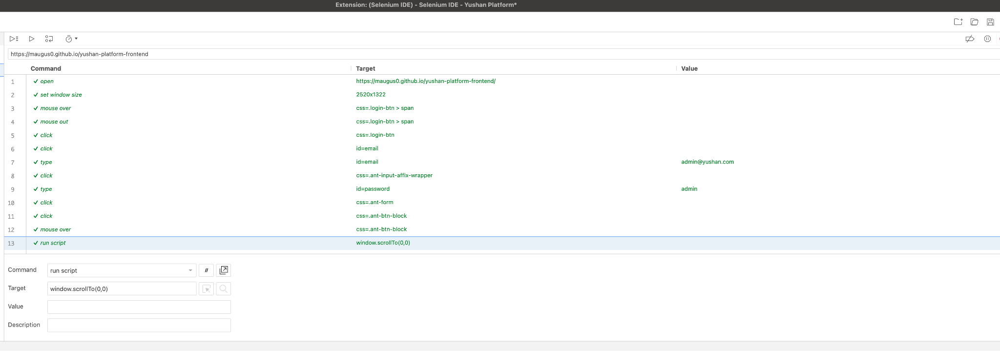 Extension: (Selenium IDE) - Selenium IDE - Yushan Platform*
https://maugus0.github.io/yushan-platform-frontend
Command Target Value
1 open https://maugus0.github.io/yushan-platform-frontend/
2 set window size 2520x1322
3 mouse over css=.login-btn > span
4 mouse out css=.login-btn > span
5 click css=.login-btn
6 click id=email
7 type id=email admin@yushan.com
8 click css=.ant-input-affix-wrapper
9 type id=password admin
10 click css=.ant-form
11 click css=.ant-btn-block
12 mouse over css=.ant-btn-block
13 run script window.scrollTo(0,0)
Command run script //
Target window.scrollTo(0,0)
Value
Description